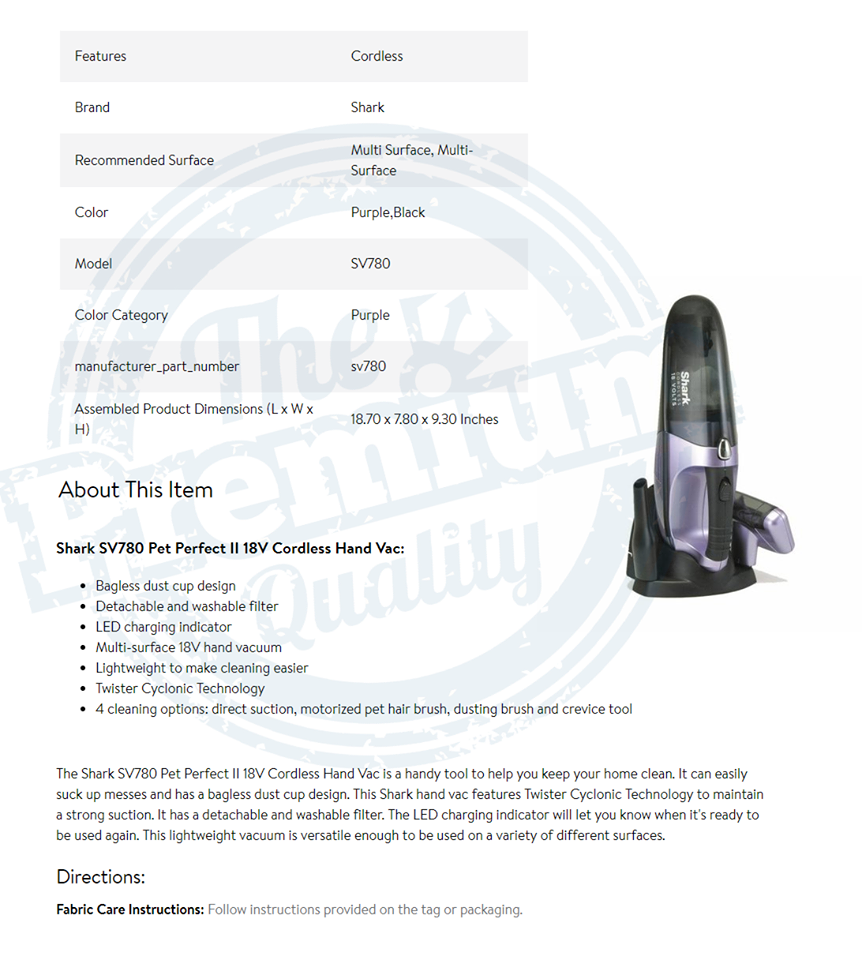 Features Cordless
Brand Shark
Recommended Surface Multi Surface, Multi-
Surface
Color Purple,Black
Model SV780
Color Category Purple
manufacturer_part_number sv780
Assembled Product Dimensions (L x W x
H) 18.70 x 7.80 x 9.30 Inches
The
Premium
Quality
Shark
18 VOLTS
About This Item
Shark SV780 Pet Perfect II 18V Cordless Hand Vac:
• Bagless dust cup design
• Detachable and washable filter
• LED charging indicator
• Multi-surface 18V hand vacuum
• Lightweight to make cleaning easier
• Twister Cyclonic Technology
• 4 cleaning options: direct suction, motorized pet hair brush, dusting brush and crevice tool
The Shark SV780 Pet Perfect II 18V Cordless Hand Vac is a handy tool to help you keep your home clean. It can easily
suck up messes and has a bagless dust cup design. This Shark hand vac features Twister Cyclonic Technology to maintain
a strong suction. It has a detachable and washable filter. The LED charging indicator will let you know when it's ready to
be used again. This lightweight vacuum is versatile enough to be used on a variety of different surfaces.
Directions:
Fabric Care Instructions: Follow instructions provided on the tag or packaging.